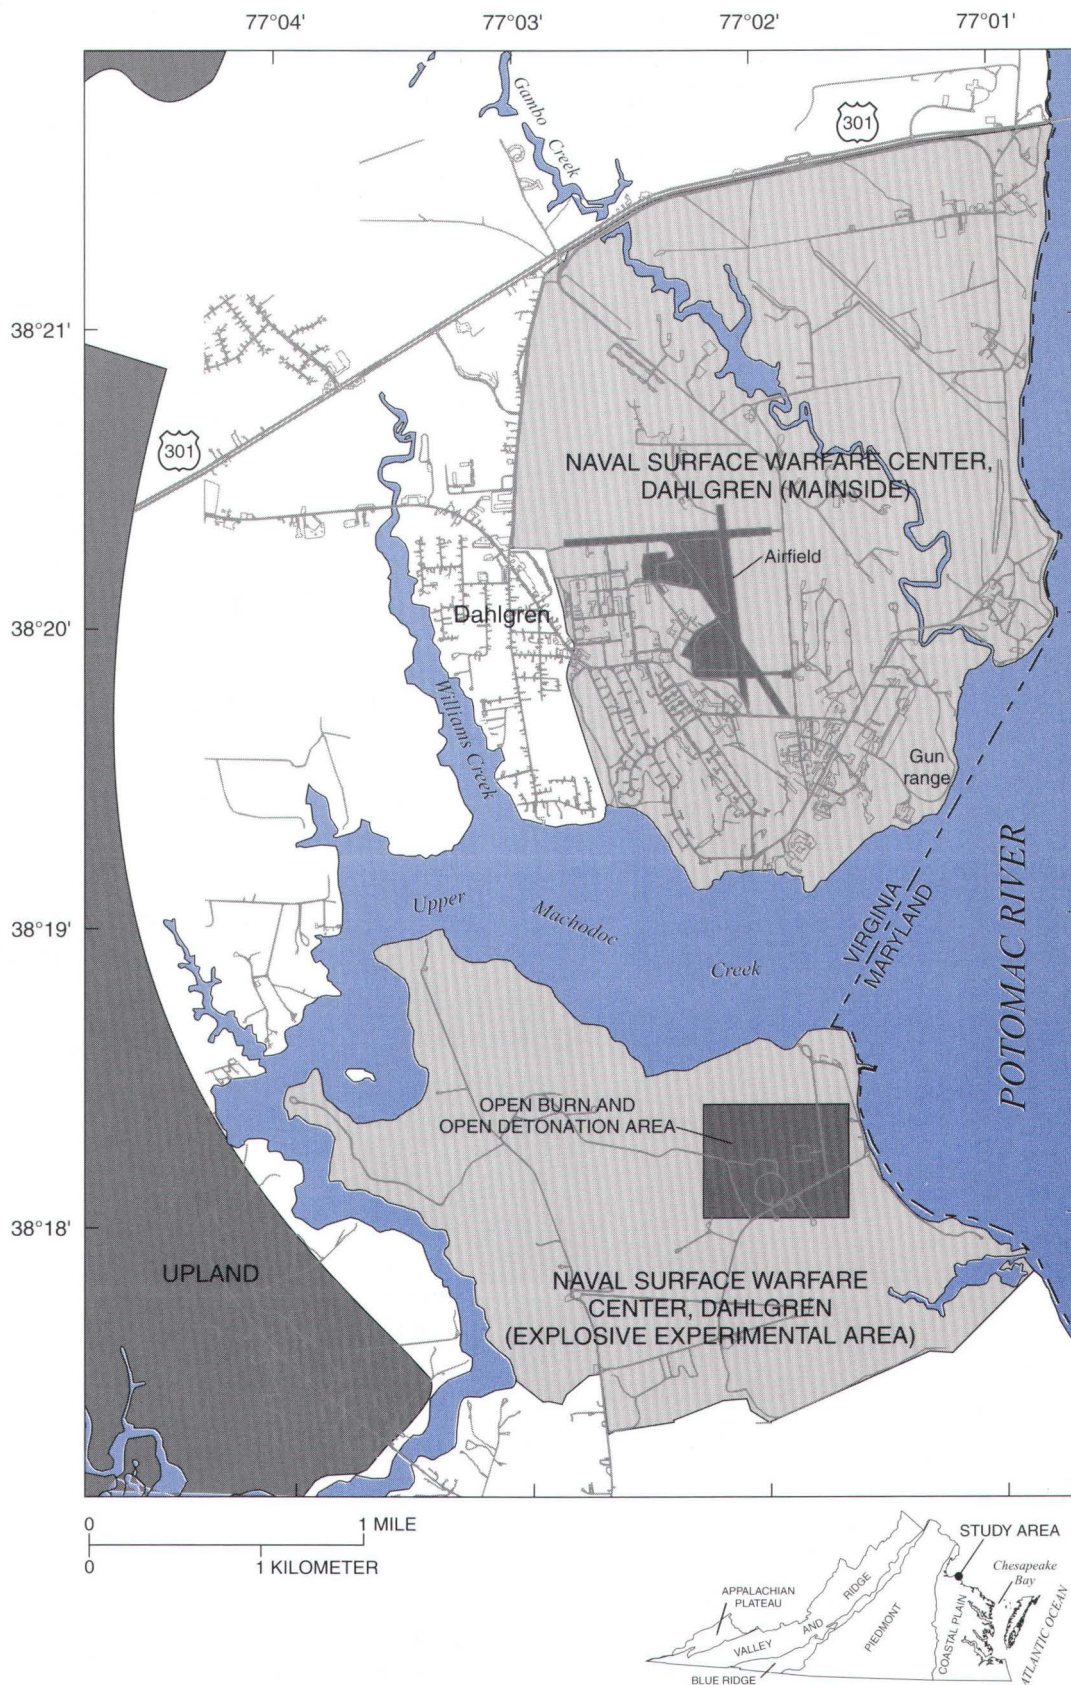 77°04' 77°03' 77°02' 77°01'
Gambo
Creek
301
38°21'
301
NAVAL SURFACE WARFARE CENTER,
DAHLGREN (MAINSIDE)
Airfield
38°20'
Dahlgren
Williams Creek
Gun
range
POTOMAC RIVER
38°19'
Upper
Machodoc
Creek
VIRGINIA
MARYLAND
OPEN BURN AND
OPEN DETONATION AREA
38°18'
UPLAND
NAVAL SURFACE WARFARE
CENTER, DAHLGREN
(EXPLOSIVE EXPERIMENTAL AREA)
0 1 MILE
0 1 KILOMETER
STUDY AREA
Chesapeake
Bay
APPALACHIAN
PLATEAU
VALLEY AND RIDGE
PIEDMONT
COASTAL PLAIN
ATLANTIC OCEAN
BLUE RIDGE